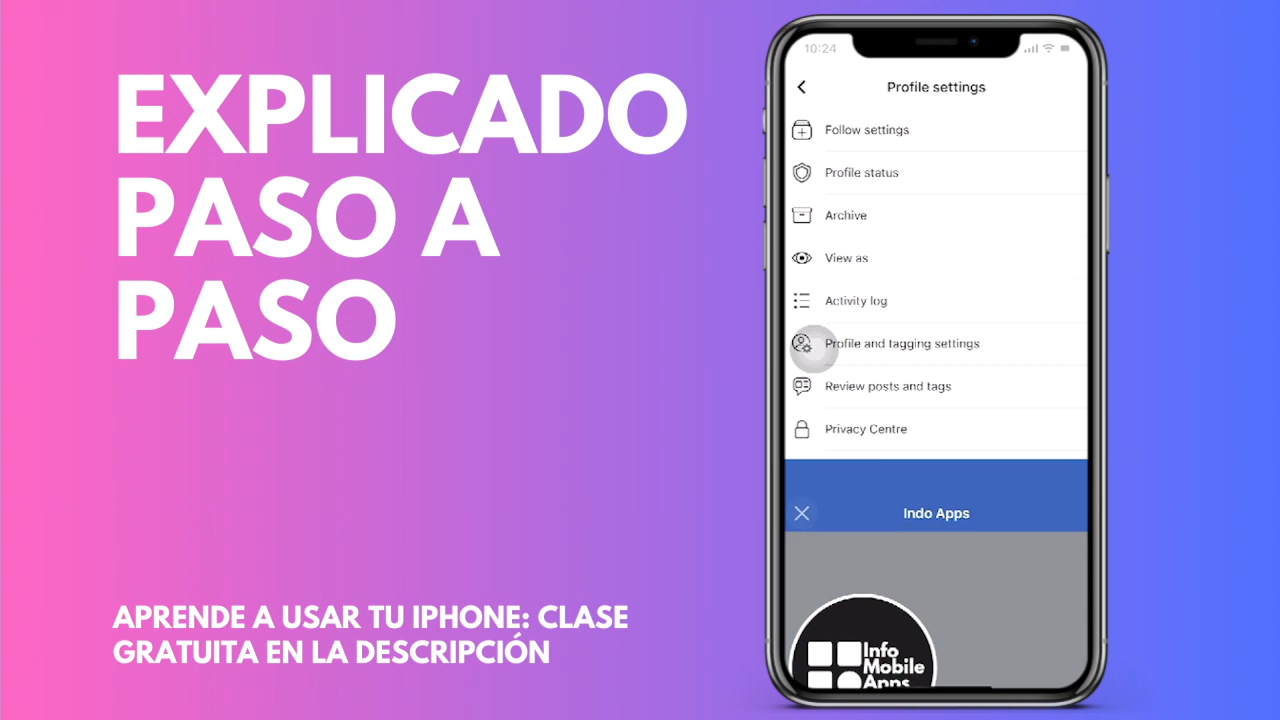 EXPLICADO
PASO A
PASO
APRENDE A USAR TU IPHONE: CLASE
GRATUITA EN LA DESCRIPCIÓN
10:24
Profile settings
Follow settings
Profile status
Archive
View as
Activity log
Profile and tagging settings
Review posts and tags
Privacy Centre
Indo Apps
Info
Mobile
Apps